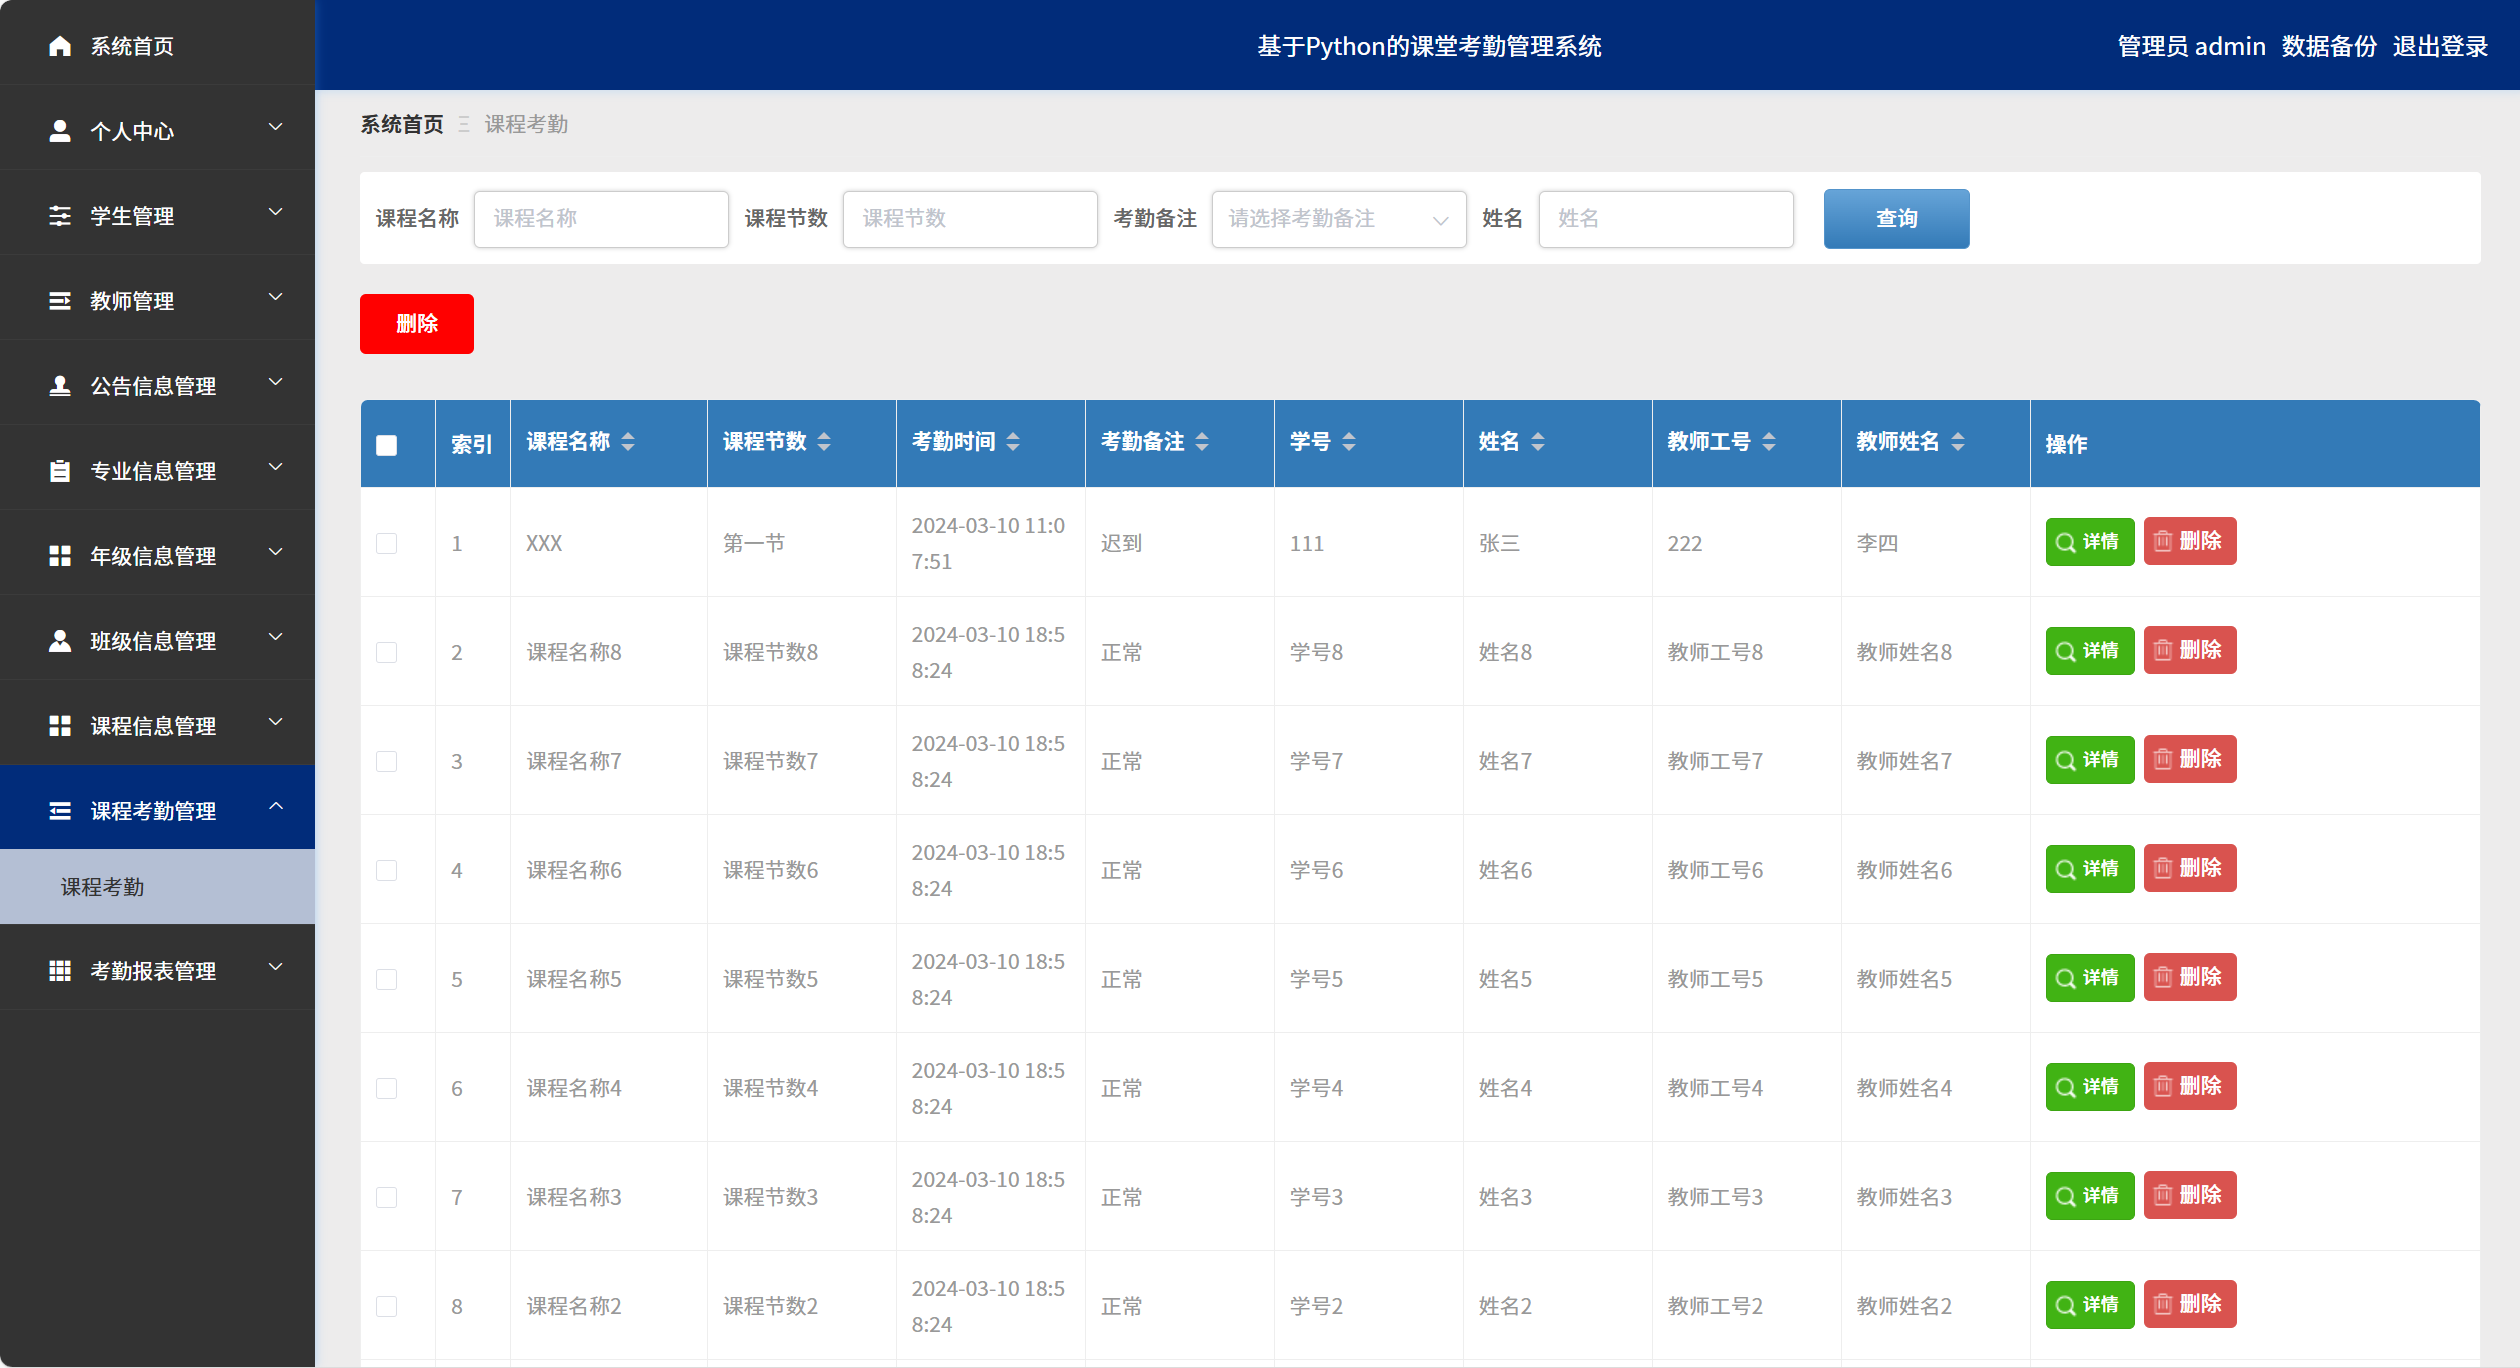 系统首页
个人中心
学生管理
教师管理
公告信息管理
专业信息管理
年级信息管理
班级信息管理
课程信息管理
课程考勤管理
课程考勤
考勤报表管理
基于Python的课堂考勤管理系统
管理员 admin 数据备份 退出登录
系统首页 课程考勤
课程名称 课程名称 课程节数 课程节数 考勤备注 请选择考勤备注 姓名 姓名 查询
删除
索引 课程名称 课程节数 考勤时间 考勤备注 学号 姓名 教师工号 教师姓名 操作
1 XXX 第一节 2024-03-10 11:0
7:51 迟到 111 张三 222 李四 详情 删除
2 课程名称8 课程节数8 2024-03-10 18:5
8:24 正常 学号8 姓名8 教师工号8 教师姓名8 详情 删除
3 课程名称7 课程节数7 2024-03-10 18:5
8:24 正常 学号7 姓名7 教师工号7 教师姓名7 详情 删除
4 课程名称6 课程节数6 2024-03-10 18:5
8:24 正常 学号6 姓名6 教师工号6 教师姓名6 详情 删除
5 课程名称5 课程节数5 2024-03-10 18:5
8:24 正常 学号5 姓名5 教师工号5 教师姓名5 详情 删除
6 课程名称4 课程节数4 2024-03-10 18:5
8:24 正常 学号4 姓名4 教师工号4 教师姓名4 详情 删除
7 课程名称3 课程节数3 2024-03-10 18:5
8:24 正常 学号3 姓名3 教师工号3 教师姓名3 详情 删除
8 课程名称2 课程节数2 2024-03-10 18:5
8:24 正常 学号2 姓名2 教师工号2 教师姓名2 详情 删除